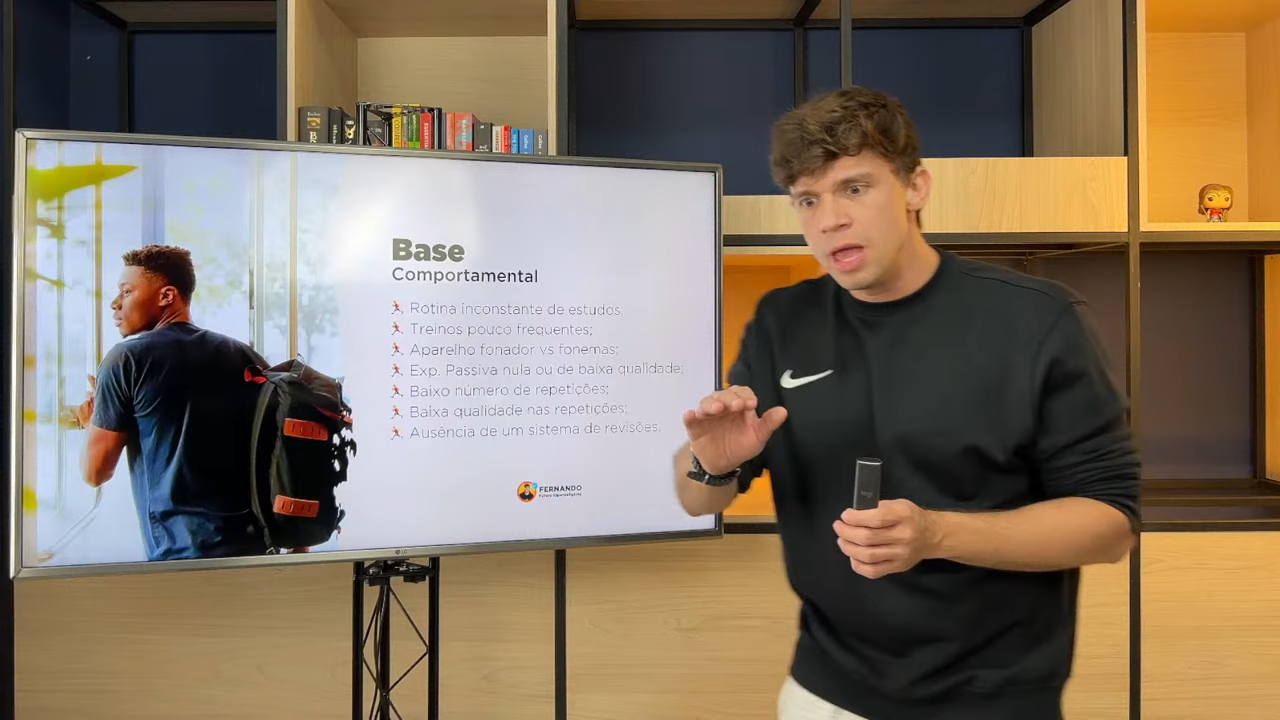 Base
Comportamental
Rotina inconstante de estudos;
Treinos pouco frequentes;
Aparelho fonador vs fonemas;
Exp. Passiva nula ou de baixa qualidade;
Baixo número de repetições;
Baixa qualidade nas repetições;
Ausência de um sistema de revisões.
FERNANDO
LG